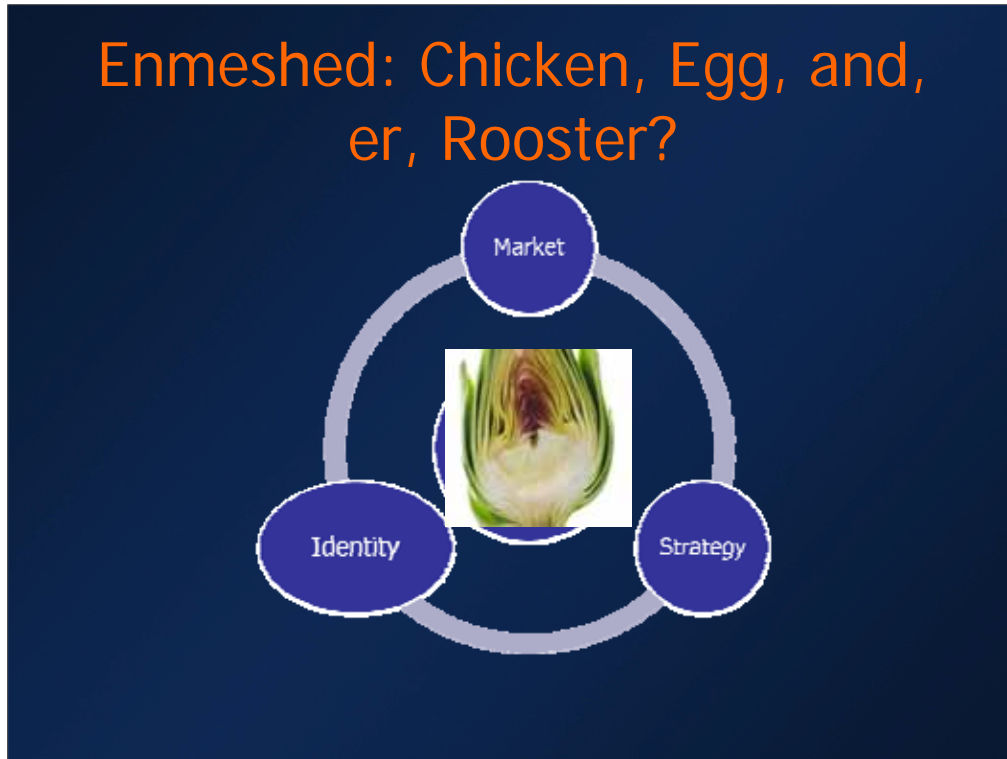 Enmeshed: Chicken, Egg, and,
er, Rooster?
Market
Identity
Strategy